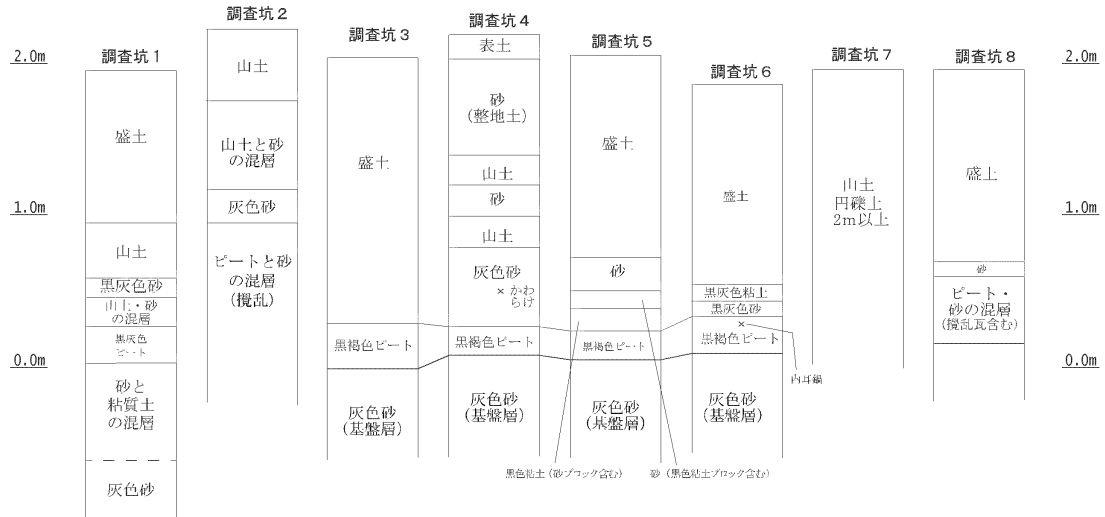 調査坑1
調査坑2
調査坑3
調査坑4
調査坑5
調査坑6
調査坑7
調査坑8
2.0m
1.0m
0.0m
盛土
山土
黒灰色砂
山土・砂
の混層
黒灰色
ピート
砂と
粘質土
の混層
灰色砂
山土
山土と砂
の混層
灰色砂
ピートと砂
の混層
(攪乱)
盛土
黒褐色ピート
灰色砂
(基盤層)
表土
砂
(整地土)
山土
砂
山土
灰色砂
×かわ
らけ
黒褐色ピート
灰色砂
(基盤層)
盛土
砂
黒褐色ピート
灰色砂
(基盤層)
黒色粘土(砂ブロック含む)
砂(黒色粘土ブロック含む)
盛土
黒灰色粘土
黒灰色砂
×
黒褐色ピート
内耳鍋
灰色砂
(基盤層)
山土
円礫土
2m以上
盛土
砂
ピート・
砂の混層
(攪乱瓦含む)
2.0m
1.0m
0.0m